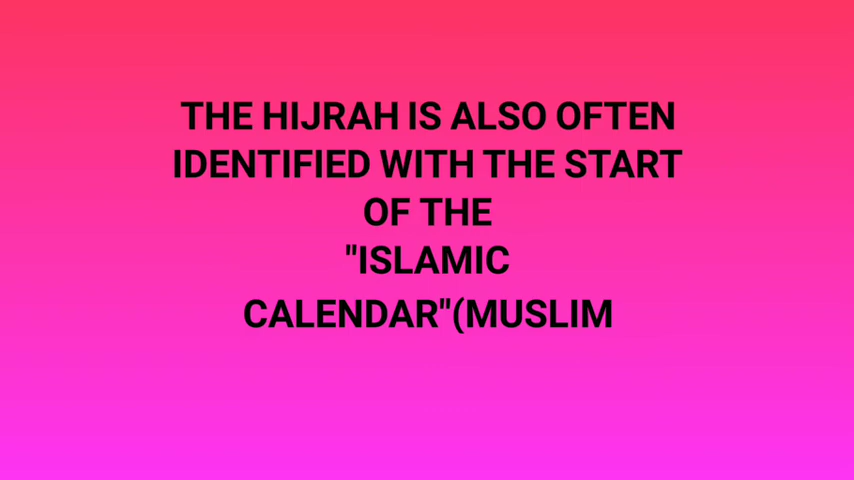 THE HIJRAH IS ALSO OFTEN
IDENTIFIED WITH THE START
OF THE
"ISLAMIC
CALENDAR"(MUSLIM